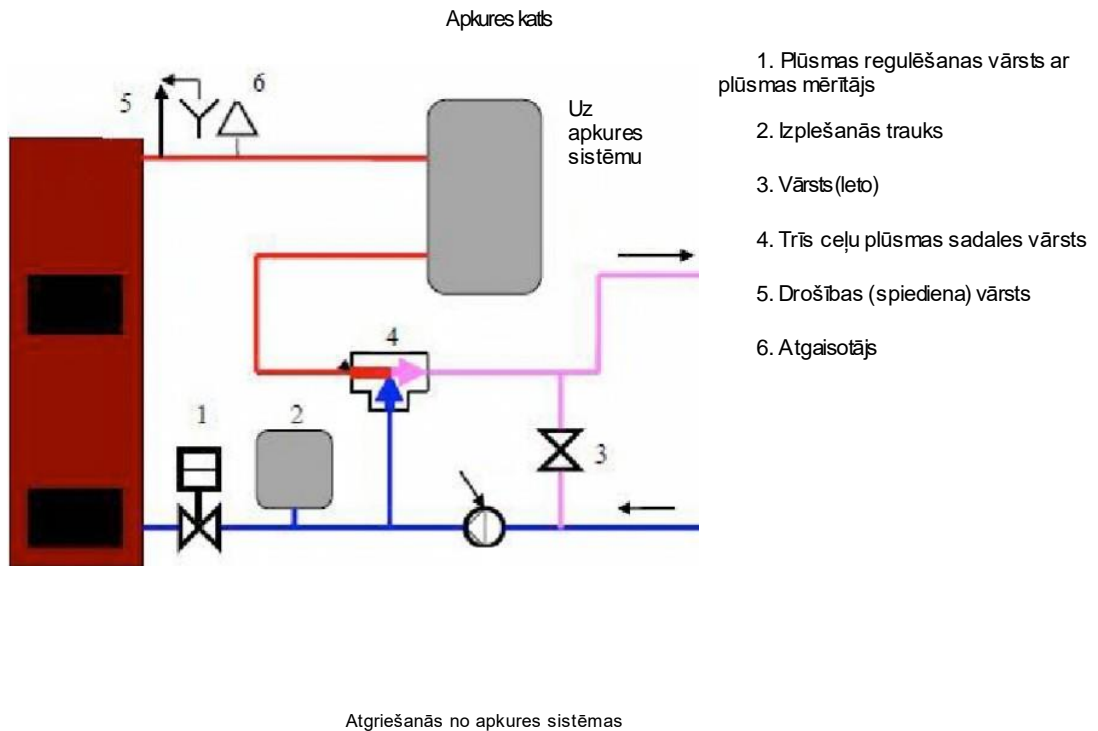 Apkures katls
5
6
Uz
apkures
sistēmu
4
1
2
3
1. Plūsmas regulēšanas vārsts ar
plūsmas mērītājs
2. Izplešanās trauks
3. Vārsts(leto)
4. Trīs ceļu plūsmas sadales vārsts
5. Drošības (spiediena) vārsts
6. Atgaisotājs
Atgriešanās no apkures sistēmas